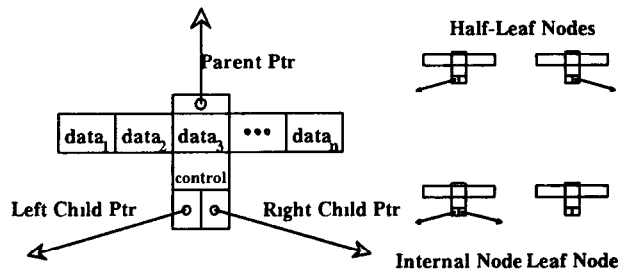 Half-Leaf Nodes
Parent Ptr
data1 data2 data3 ••• datan
control
Left Child Ptr
Right Child Ptr
Internal Node Leaf Node